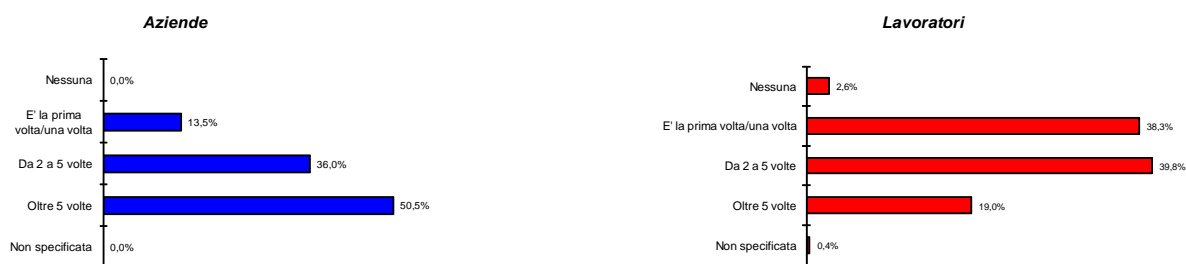 Aziende
Nessuna 0,0%
E' la prima
volta/una volta 13,5%
Da 2 a 5 volte 36,0%
Oltre 5 volte 50,5%
Non specificata 0,0%
Lavoratori
Nessuna 2,6%
E' la prima volta/una volta 38,3%
Da 2 a 5 volte 39,8%
Oltre 5 volte 19,0%
Non specificata 0,4%